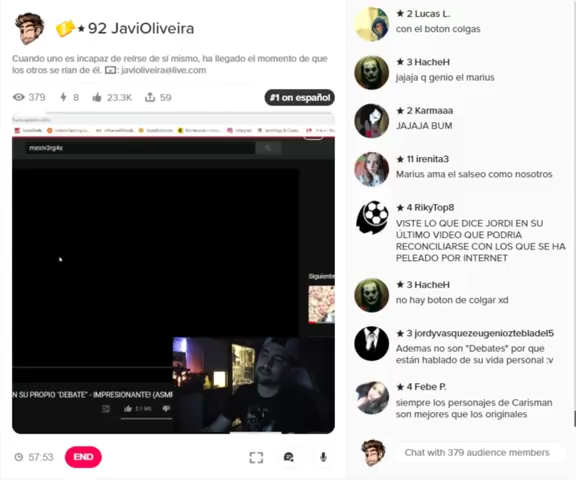 92 JaviOliveira
Cuando uno es incapaz de reírse de sí mismo, ha llegado el momento de que
los otros se rían de él. : javioliveira@live.com
379 8 23.3K 59 #1 on español
mexiv3rg4s
Siguiente
N SU PROPIO "DEBATE" - IMPRESIONANTE! (ASMR
57:53 END
2 Lucas L.
con el boton colgas
3 HacheH
jajaja q genio el marius
2 Karmaaa
JAJAJA BUM
11 irenita3
Marius ama el salseo como nosotros
4 RikyTop8
VISTE LO QUE DICE JORDI EN SU
ÚLTIMO VIDEO QUE PODRIA
RECONCILIARSE CON LOS QUE SE HA
PELEADO POR INTERNET
3 HacheH
no hay boton de colgar xd
3 jordyvasquezeugenioztebladel5
Ademas no son "Debates" por que
están hablado de su vida personal :v
4 Febe P.
siempre los personajes de Carisman
son mejores que los originales
Chat with 379 audience members